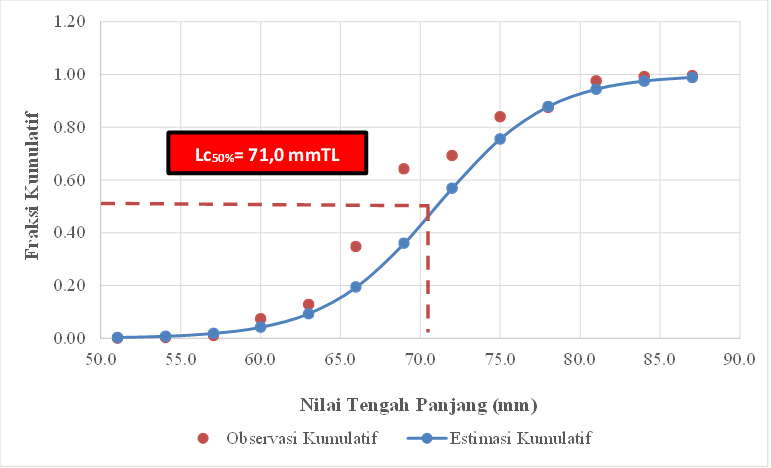 1.20
1.00
0.80
0.60
0.40
0.20
0.00
Fraksi Kumulatif
Lc50%= 71,0 mmTL
50.0 55.0 60.0 65.0 70.0 75.0 80.0 85.0 90.0
Nilai Tengah Panjang (mm)
Observasi Kumulatif Estimasi Kumulatif